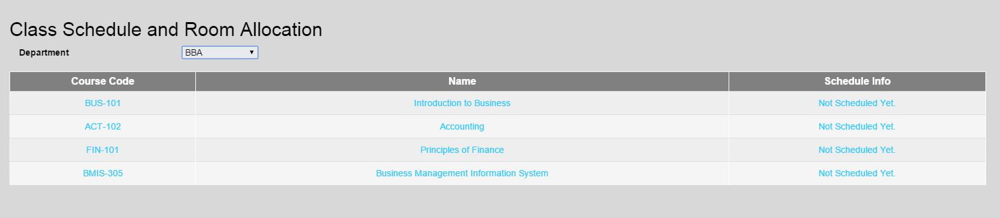 Class Schedule and Room Allocation
Department BBA
Course Code Name Schedule Info
BUS-101 Introduction to Business Not Scheduled Yet.
ACT-102 Accounting Not Scheduled Yet.
FIN-101 Principles of Finance Not Scheduled Yet.
BMIS-305 Business Management Information System Not Scheduled Yet.